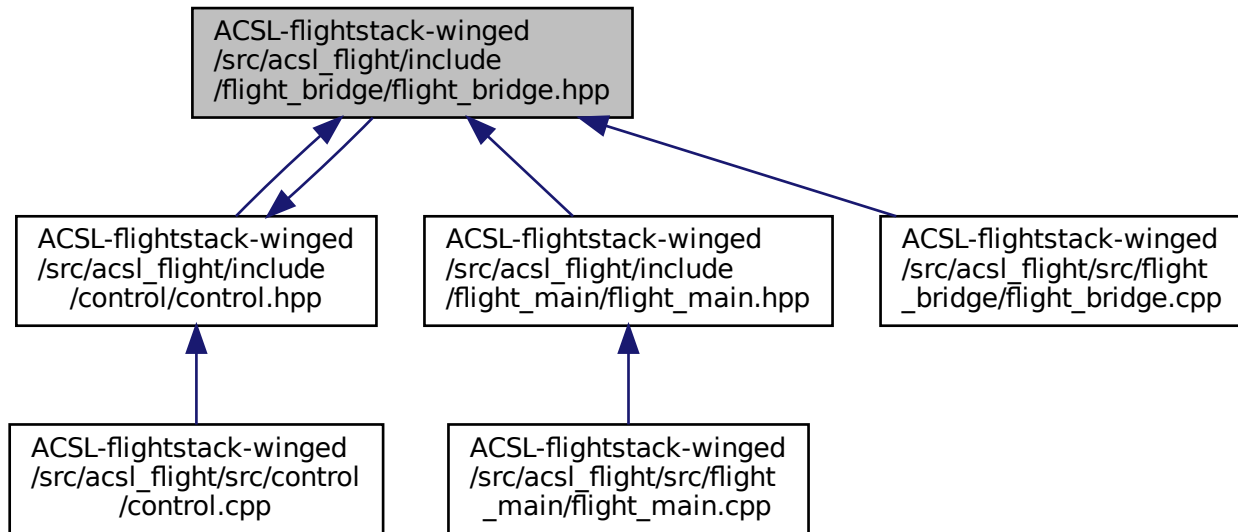 ACSL-flightstack-winged
/src/acsl_flight/include
/flight_bridge/flight_bridge.hpp
ACSL-flightstack-winged
/src/acsl_flight/include
/control/control.hpp
ACSL-flightstack-winged
/src/acsl_flight/include
/flight_main/flight_main.hpp
ACSL-flightstack-winged
/src/acsl_flight/src/flight
_bridge/flight_bridge.cpp
ACSL-flightstack-winged
/src/acsl_flight/src/control
/control.cpp
ACSL-flightstack-winged
/src/acsl_flight/src/flight
_main/flight_main.cpp